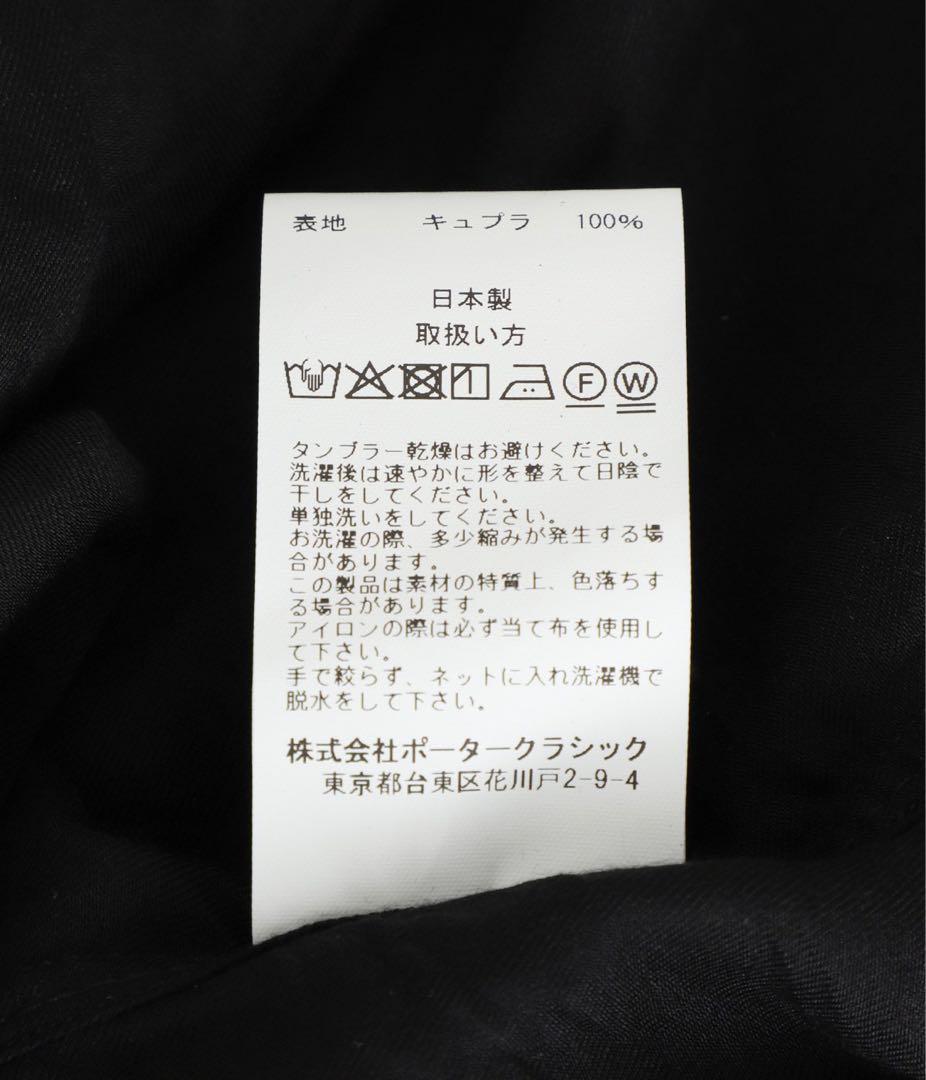 表地 キュプラ 100%
日本製
取扱い方
F W
タンブラー乾燥はお避けください。
洗濯後は速やかに形を整えて日陰で
干しをしてください。
単独洗いをしてください。
お洗濯の際、多少縮みが発生する場
合があります。
この製品は素材の特質上、色落ちす
る場合があります。
アイロンの際は必ず当て布を使用し
て下さい。
手で絞らず、ネットに入れ洗濯機で
脱水をして下さい。
株式会社ポータークラシック
東京都台東区花川戸2-9-4